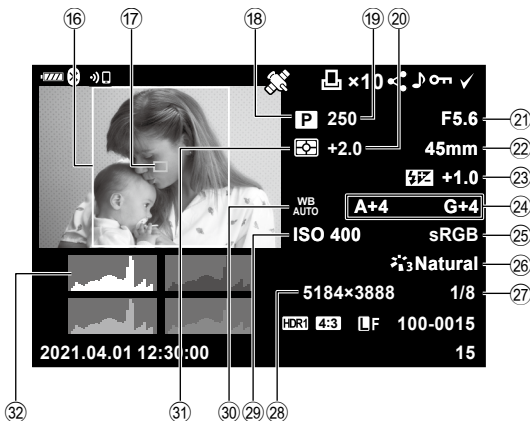 ⑯ ⑰ ⑱ ⑲ ⑳
×10
P 250 F5.6 ㉑
+2.0 45mm ㉒
+1.0 ㉓
WB AUTO A+4 G+4 ㉔
ISO 400 sRGB ㉕
3 Natural ㉖
5184×3888 1/8 ㉗
HDR1 4:3 LF 100-0015
2021.04.01 12:30:00 15
㉜ ㉛ ㉚ ㉙ ㉘